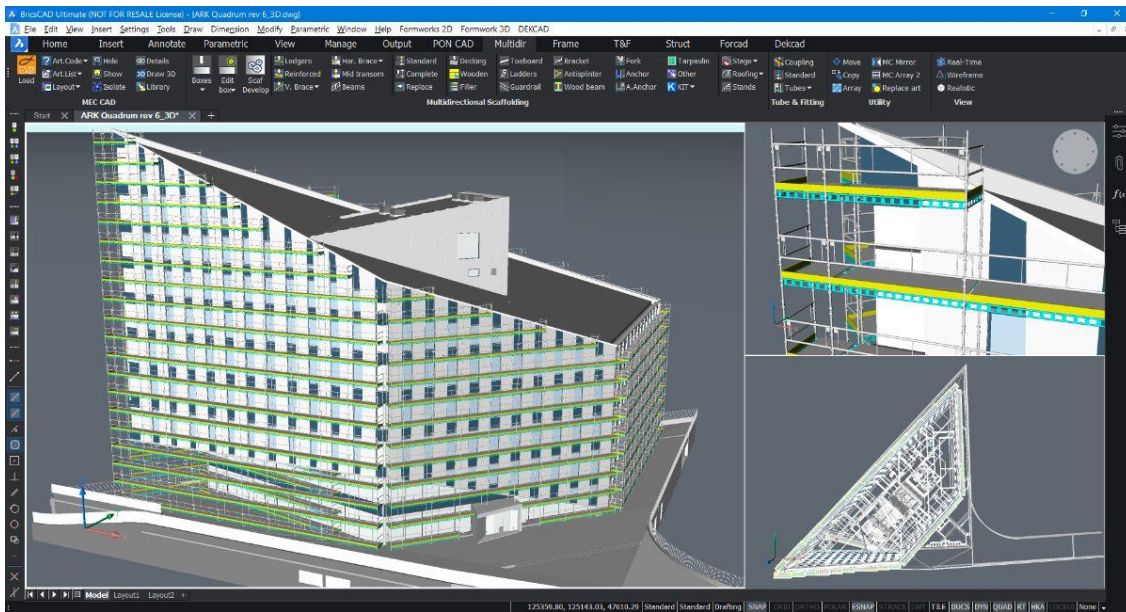 BricsCAD Ultimate (NOT FOR RESALE License) - [ARK Quadrum rev 6_3D.dwg]
File Edit View Insert Settings Tools Draw Dimension Modify Parametric Window Help Formworks 2D Formwork 3D DEKCAD
Home Insert Annotate Parametric View Manage Output PON CAD Multidir Frame T&F Struct Forcad Dekcad
Art.Code Hide Details Ledgers Hor. Brace Standard Decking Toeboard Bracket Fork Tarpaulin Stage Coupling Move MC Mirror Real-Time
Load Art.List Show 3D Draw 3D Boxes Edit box Scaf Develop Reinforced Mid transom Complete Wooden Ladders Antisplinter UAnchor Other Roofing Standard Copy MC Array 2 Wireframe
Layout Isolate Library V. Brace Beams Replace Filler Guardrail Wood beam A.Anchor KIT Stands Tubes Array Replace art Realistic
MEC CAD Multidirectional Scaffolding Tube & Fitting Utility View
Start ARK Quadrum rev 6_3D*
Model Layout1 Layout2
125359.80, 125143.03, 47610.29 Standard Standard Drafting SNAP GRID ORTHO POLAR ESNAP STRACK LWT TILE DUCS DYN QUAD RT HKA LOCKUI None